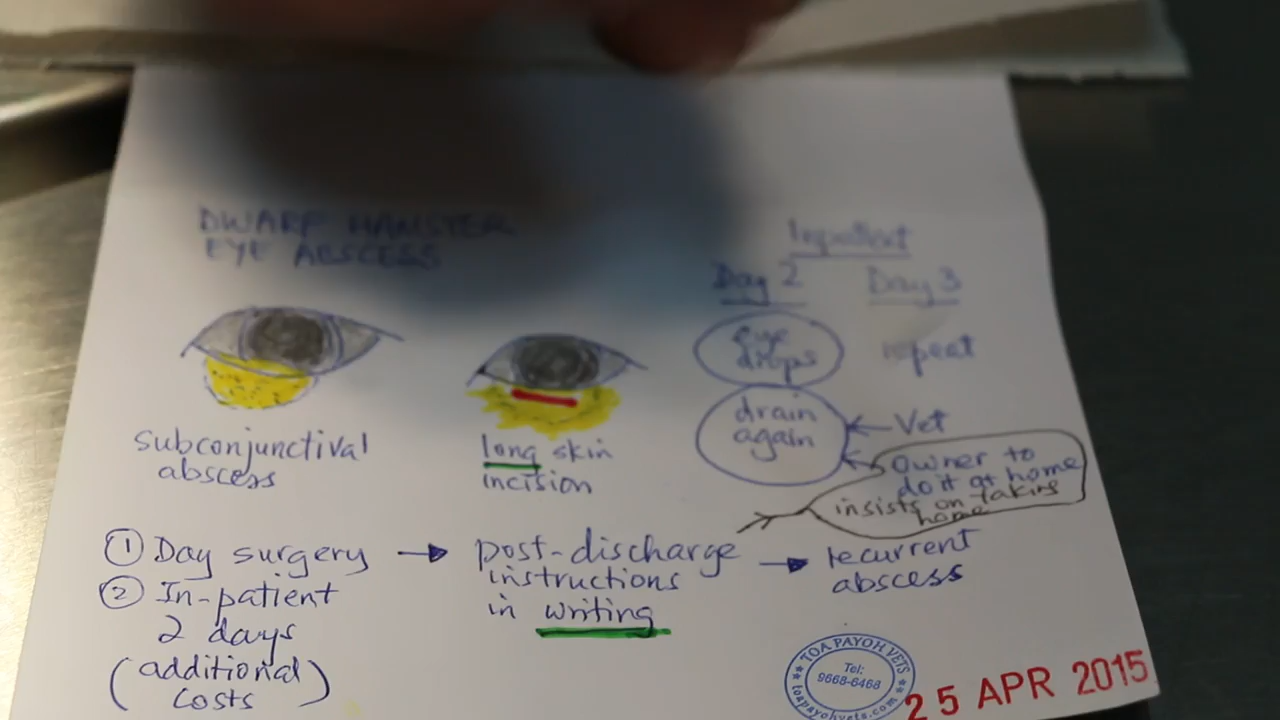 DWARF HAMSTER
EYE ABSCESS
Inpatient
Day 2 Day 3
eye
drops
repeat
drain
again
Vet
owner to
do it at home
insists on taking
home
subconjunctival
abscess
long skin
incision
① Day surgery → post-discharge
instructions
in writing
→ recurrent
abscess
② In-patient
2 days
(additional
costs)
TOA PAYOH VETS
Tel:
9668-6468
toapayohvets.com
25 APR 2015